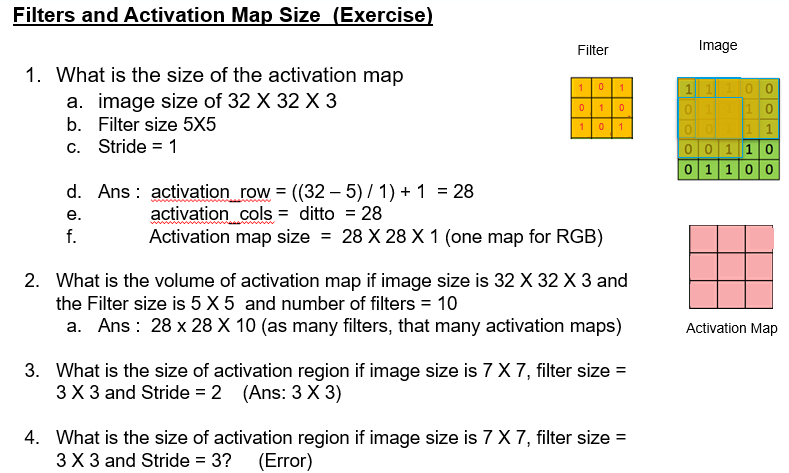 Filters and Activation Map Size  (Exercise)
Filter
Image
1. What is the size of the activation map
a. image size of 32 X 32 X 3
b. Filter size 5X5
c. Stride = 1
d. Ans : activation_row = ((32 – 5) / 1) + 1 = 28
e. activation_cols = ditto = 28
f. Activation map size = 28 X 28 X 1 (one map for RGB)
2. What is the volume of activation map if image size is 32 X 32 X 3 and
the Filter size is 5 X 5 and number of filters = 10
a. Ans : 28 x 28 X 10 (as many filters, that many activation maps)
3. What is the size of activation region if image size is 7 X 7, filter size =
3 X 3 and Stride = 2 (Ans: 3 X 3)
4. What is the size of activation region if image size is 7 X 7, filter size =
3 X 3 and Stride = 3? (Error)
1 0 1
0 1 0
1 0 1
1 1 1 0 0
0 1 1 0
0 0 1 1
0 0 1 1 0
0 1 1 0 0
Activation Map